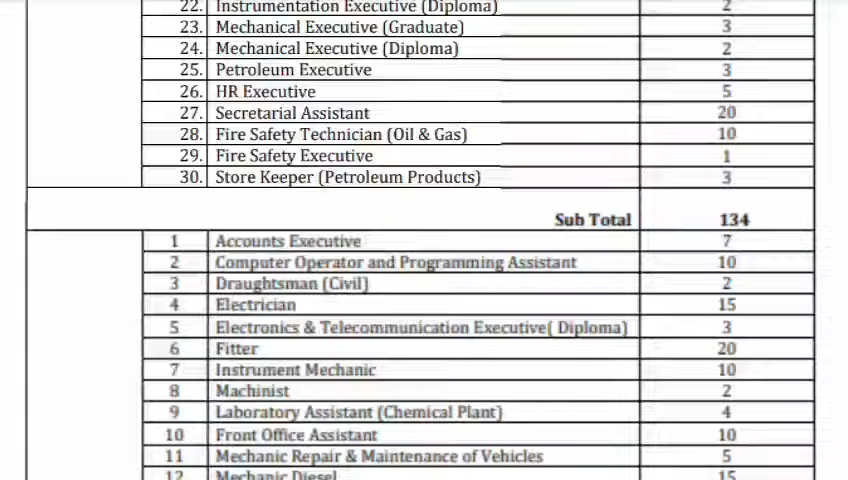 22. Instrumentation Executive (Diploma) 2
23. Mechanical Executive (Graduate) 3
24. Mechanical Executive (Diploma) 2
25. Petroleum Executive 3
26. HR Executive 5
27. Secretarial Assistant 20
28. Fire Safety Technician (Oil & Gas) 10
29. Fire Safety Executive 1
30. Store Keeper (Petroleum Products) 3
Sub Total 134
1 Accounts Executive 7
2 Computer Operator and Programming Assistant 10
3 Draughtsman (Civil) 2
4 Electrician 15
5 Electronics & Telecommunication Executive( Diploma) 3
6 Fitter 20
7 Instrument Mechanic 10
8 Machinist 2
9 Laboratory Assistant (Chemical Plant) 4
10 Front Office Assistant 10
11 Mechanic Repair & Maintenance of Vehicles 5
12 Mechanic Diesel 15